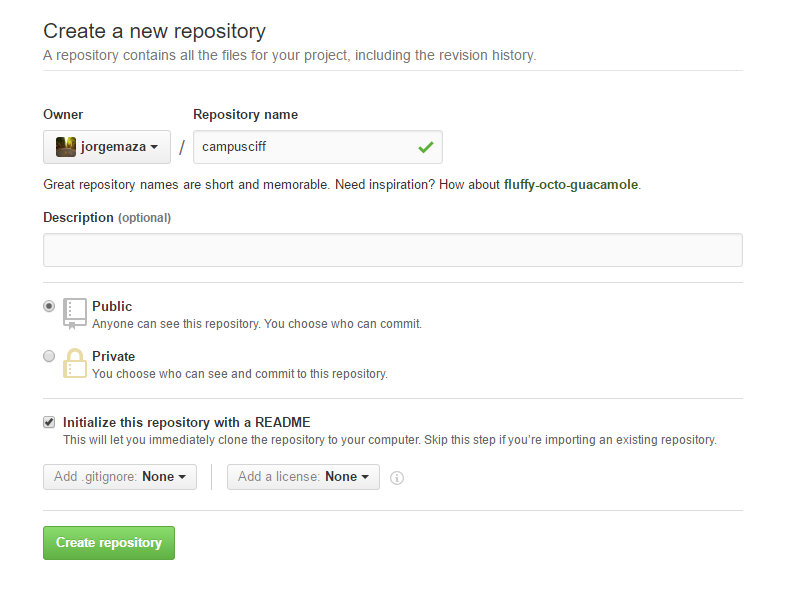 Create a new repository
A repository contains all the files for your project, including the revision history.
Owner Repository name
jorgemaza / campusciff
Great repository names are short and memorable. Need inspiration? How about fluffy-octo-guacamole.
Description (optional)
Public
Anyone can see this repository. You choose who can commit.
Private
You choose who can see and commit to this repository.
Initialize this repository with a README
This will let you immediately clone the repository to your computer. Skip this step if you’re importing an existing repository.
Add .gitignore: None Add a license: None
Create repository